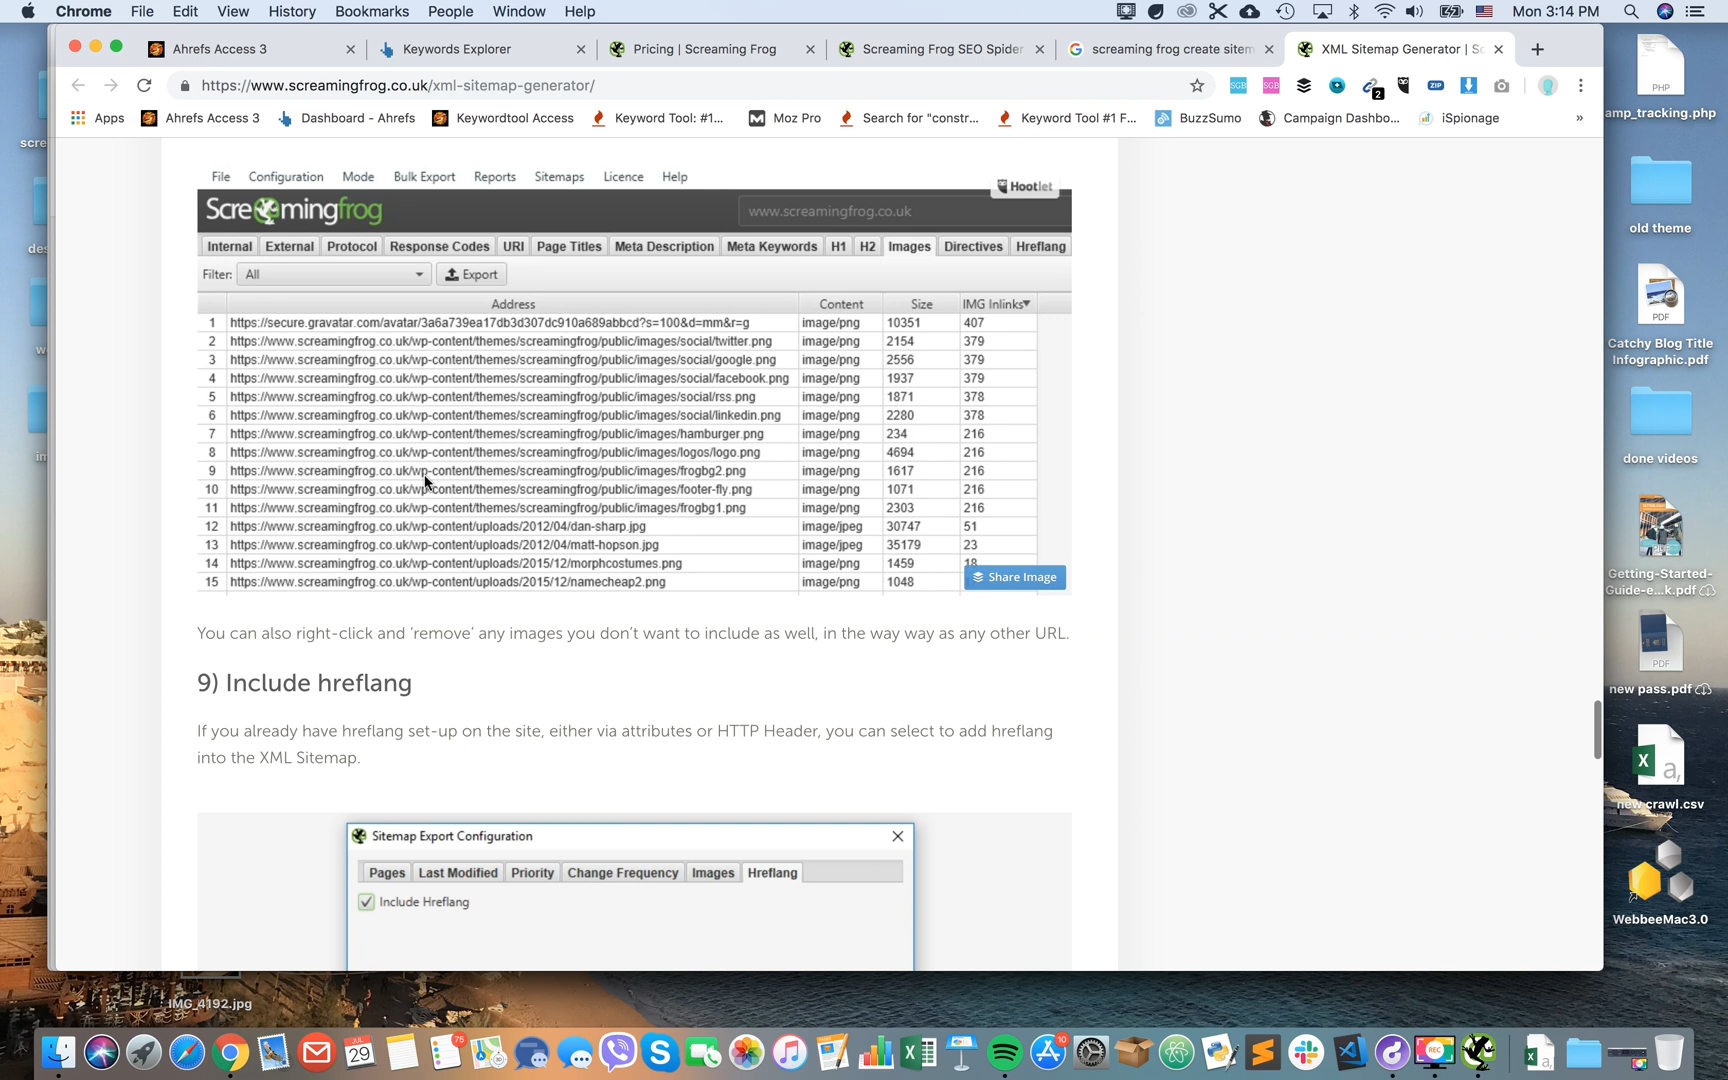 Chrome File Edit View History Bookmarks People Window Help Mon 3:14 PM
Ahrefs Access 3 Keywords Explorer Pricing | Screaming Frog Screaming Frog SEO Spider screaming frog create sitem XML Sitemap Generator | Sc
https://www.screamingfrog.co.uk/xml-sitemap-generator/
SGB SGB 2 ZIP
Apps Ahrefs Access 3 Dashboard - Ahrefs Keywordtool Access Keyword Tool: #1... Moz Pro Search for "constr... Keyword Tool #1 F... BuzzSumo Campaign Dashbo... iSpionage »
File Configuration Mode Bulk Export Reports Sitemaps Licence Help
Hootlet
Screamingfrog www.screamingfrog.co.uk
Internal External Protocol Response Codes URI Page Titles Meta Description Meta Keywords H1 H2 Images Directives Hreflang
Filter: All Export
Address Content Size IMG Inlinks
1 https://secure.gravatar.com/avatar/3a6a739ea17db3d307dc910a689abbcd?s=100&d=mm&r=g image/png 10351 407
2 https://www.screamingfrog.co.uk/wp-content/themes/screamingfrog/public/images/social/twitter.png image/png 2154 379
3 https://www.screamingfrog.co.uk/wp-content/themes/screamingfrog/public/images/social/google.png image/png 2556 379
4 https://www.screamingfrog.co.uk/wp-content/themes/screamingfrog/public/images/social/facebook.png image/png 1937 379
5 https://www.screamingfrog.co.uk/wp-content/themes/screamingfrog/public/images/social/rss.png image/png 1871 378
6 https://www.screamingfrog.co.uk/wp-content/themes/screamingfrog/public/images/social/linkedin.png image/png 2280 378
7 https://www.screamingfrog.co.uk/wp-content/themes/screamingfrog/public/images/hamburger.png image/png 234 216
8 https://www.screamingfrog.co.uk/wp-content/themes/screamingfrog/public/images/logos/logo.png image/png 4694 216
9 https://www.screamingfrog.co.uk/wp-content/themes/screamingfrog/public/images/frogbg2.png image/png 1617 216
10 https://www.screamingfrog.co.uk/wp-content/themes/screamingfrog/public/images/footer-fly.png image/png 1071 216
11 https://www.screamingfrog.co.uk/wp-content/themes/screamingfrog/public/images/frogbg1.png image/png 2303 216
12 https://www.screamingfrog.co.uk/wp-content/uploads/2012/04/dan-sharp.jpg image/jpeg 30747 51
13 https://www.screamingfrog.co.uk/wp-content/uploads/2012/04/matt-hopson.jpg image/jpeg 35179 23
14 https://www.screamingfrog.co.uk/wp-content/uploads/2015/12/morphcostumes.png image/png 1459 18
15 https://www.screamingfrog.co.uk/wp-content/uploads/2015/12/namecheap2.png image/png 1048
Share Image
You can also right-click and ‘remove’ any images you don’t want to include as well, in the way way as any other URL.
9) Include hreflang
If you already have hreflang set-up on the site, either via attributes or HTTP Header, you can select to add hreflang
into the XML Sitemap.
Sitemap Export Configuration
Pages Last Modified Priority Change Frequency Images Hreflang
Include Hreflang
PHP
amp_tracking.php
old theme
PDF
Catchy Blog Title
Infographic.pdf
done videos
Getting-Started-
Guide-e...k.pdf
PDF
new pass.pdf
X a,
new crawl.csv
WebbeeMac3.0
scre
des
w
im
IMG_4192.jpg
JUL
29
75
10
REC